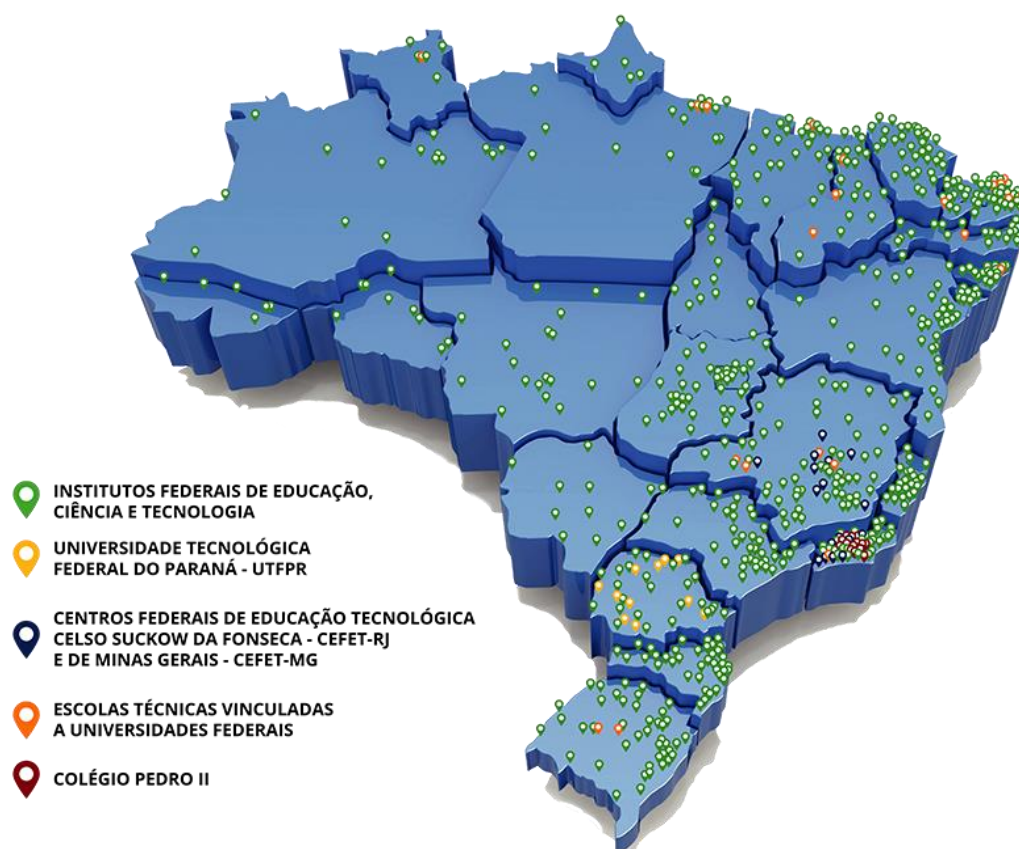 INSTITUTOS FEDERAIS DE EDUCAÇÃO,
CIÊNCIA E TECNOLOGIA
UNIVERSIDADE TECNOLÓGICA
FEDERAL DO PARANÁ - UTFPR
CENTROS FEDERAIS DE EDUCAÇÃO TECNOLÓGICA
CELSO SUCKOW DA FONSECA - CEFET-RJ
E DE MINAS GERAIS - CEFET-MG
ESCOLAS TÉCNICAS VINCULADAS
A UNIVERSIDADES FEDERAIS
COLÉGIO PEDRO II